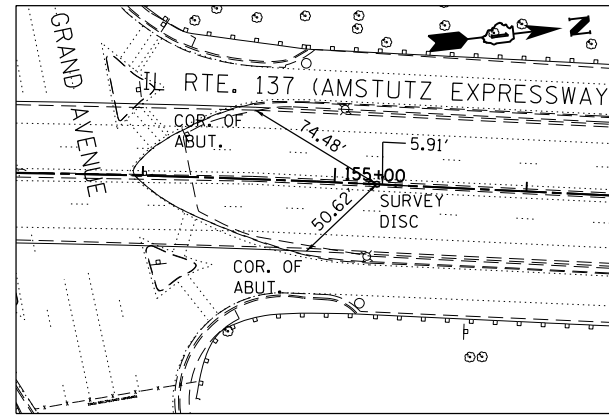 N
GRAND AVENUE
IL RTE. 137 (AMSTUTZ EXPRESSWAY
COR. OF
ABUT.
74.48'
5.91'
155+00
SURVEY
DISC
50.62'
COR. OF
ABUT.